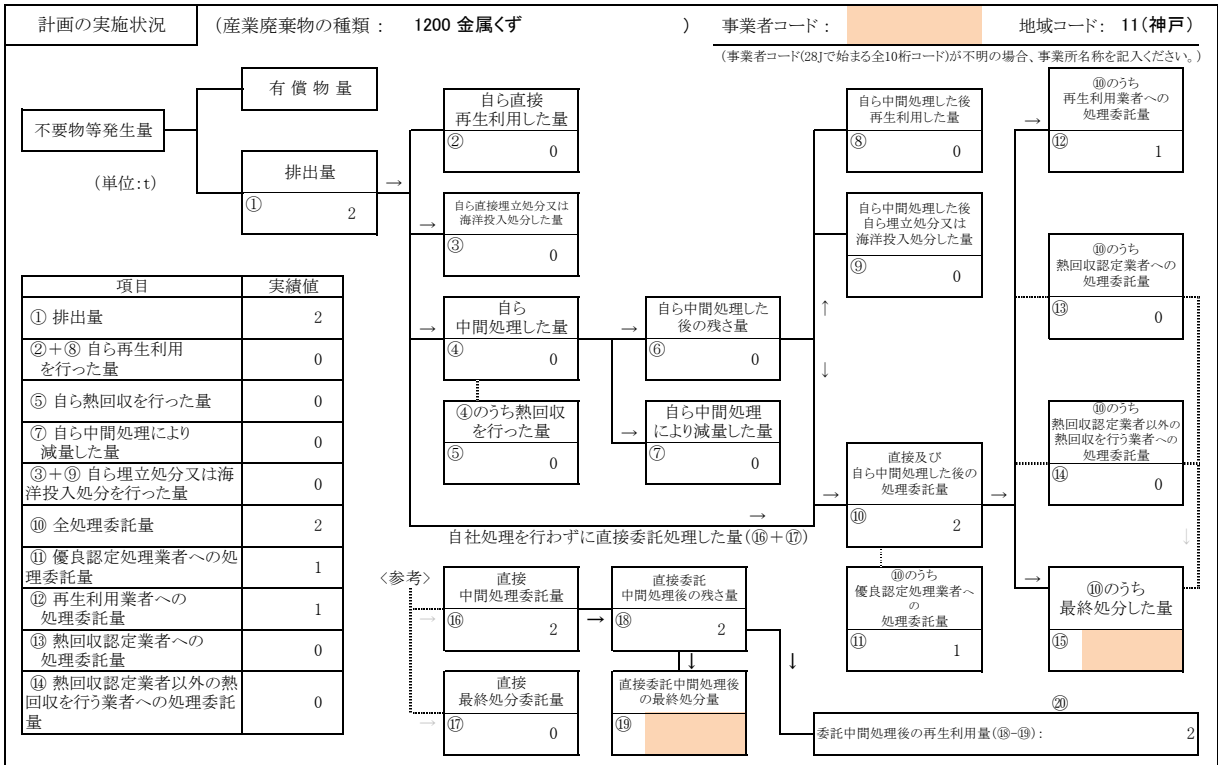 計画の実施状況
(産業廃棄物の種類 : 1200 金属くず )
事業者コード :
地域コード: 11(神戸)
(事業者コード(28Jで始まる全10桁コード)が不明の場合、事業所名称を記入ください。)
不要物等発生量
(単位:t)
有償物量
排出量
①
2
→
自ら直接
再生利用した量
②
0
→
自ら直接埋立処分又は
海洋投入処分した量
③
0
→
自ら
中間処理した量
④
0
④のうち熱回収
を行った量
⑤
0
→
自ら中間処理した
後の残さ量
⑥
0
→
自ら中間処理
により減量した量
⑦
0
自ら中間処理した後
再生利用した量
⑧
0
自ら中間処理した後
自ら埋立処分又は
海洋投入処分した量
⑨
0
↑
↓
→
→
直接及び
自ら中間処理した後の
処理委託量
⑩
2
→
⑩のうち
優良認定処理業者へ
の
処理委託量
⑪
1
→
⑩のうち
再生利用業者への
処理委託量
⑫
1
⑩のうち
熱回収認定業者への
処理委託量
⑬
0
⑩のうち
熱回収認定業者以外の
熱回収を行う業者への
処理委託量
⑭
0
↓
→
⑩のうち
最終処分した量
⑮
自社処理を行わずに直接委託処理した量(⑯+⑰)
項目 実績値
① 排出量 2
②+⑧ 自ら再生利用
を行った量 0
⑤ 自ら熱回収を行った量 0
⑦ 自ら中間処理により
減量した量 0
③+⑨ 自ら埋立処分又は海
洋投入処分を行った量 0
⑩ 全処理委託量 2
⑪ 優良認定処理業者への処
理委託量 1
⑫ 再生利用業者への
処理委託量 1
⑬ 熱回収認定業者への
処理委託量 0
⑭ 熱回収認定業者以外の熱
回収を行う業者への処理委託
量 0
〈参考〉
→
直接
中間処理委託量
⑯
2
→
直接委託
中間処理後の残さ量
⑱
2
→
直接
最終処分委託量
⑰
0
↓
直接委託中間処理後
の最終処分量
⑲
↓
⑳
委託中間処理後の再生利用量(⑱-⑲) : 2